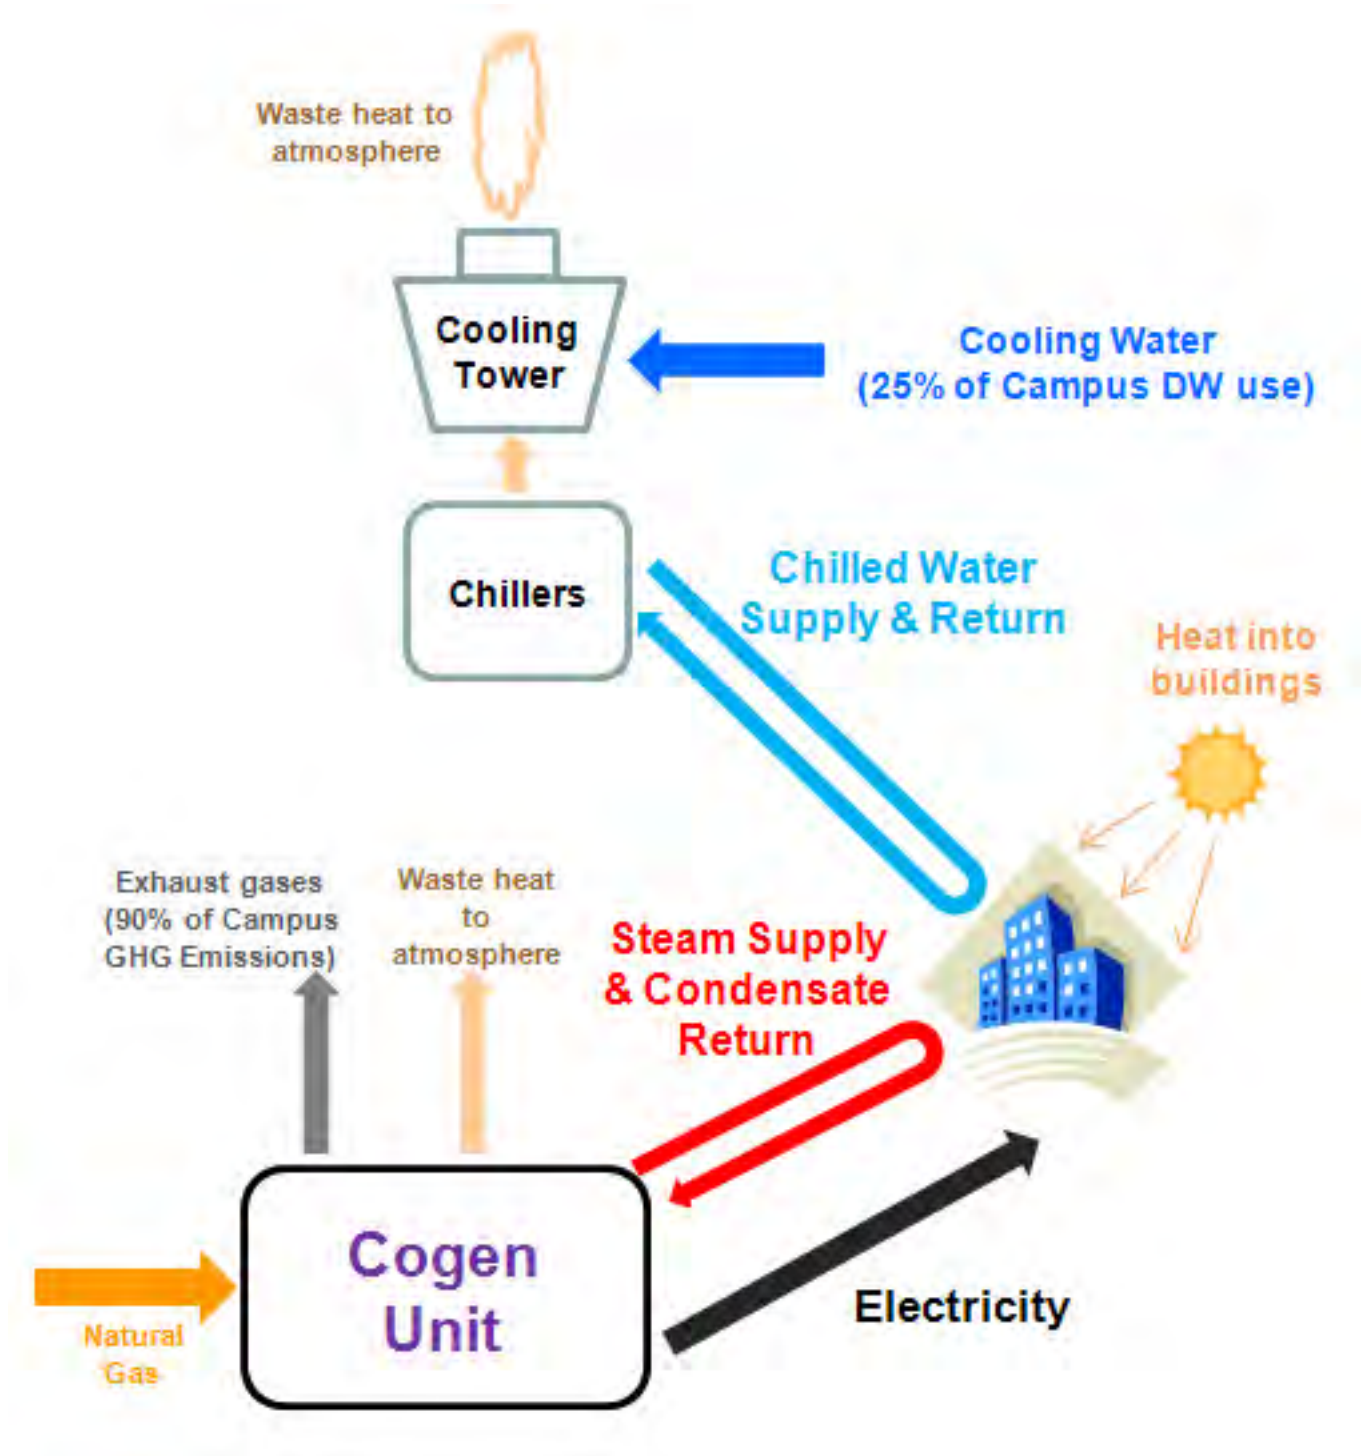 Waste heat to
atmosphere
Cooling
Tower
Cooling Water
(25% of Campus DW use)
Chillers
Chilled Water
Supply & Return
Heat into
buildings
Exhaust gases
(90% of Campus
GHG Emissions)
Waste heat
to
atmosphere
Steam Supply
& Condensate
Return
Cogen
Unit
Electricity
Natural
Gas